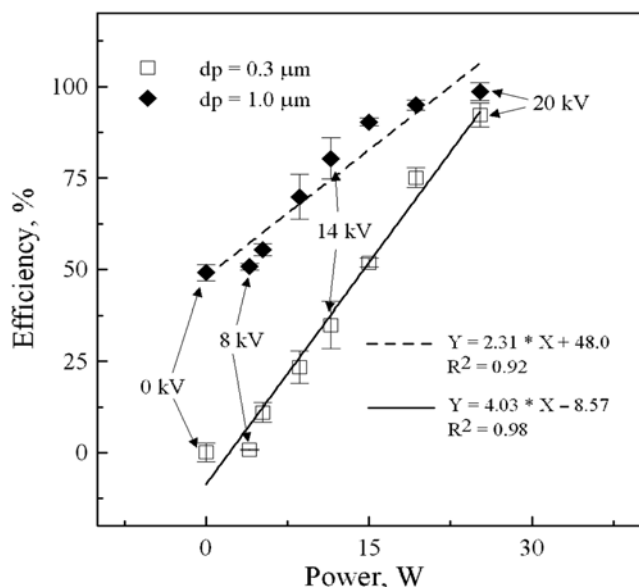 dp = 0.3 μm
dp = 1.0 μm
100
75
50
25
0
Efficiency, %
20 kV
14 kV
8 kV
0 kV
Y = 2.31 * X + 48.0
R² = 0.92
Y = 4.03 * X – 8.57
R² = 0.98
0
15
30
Power, W